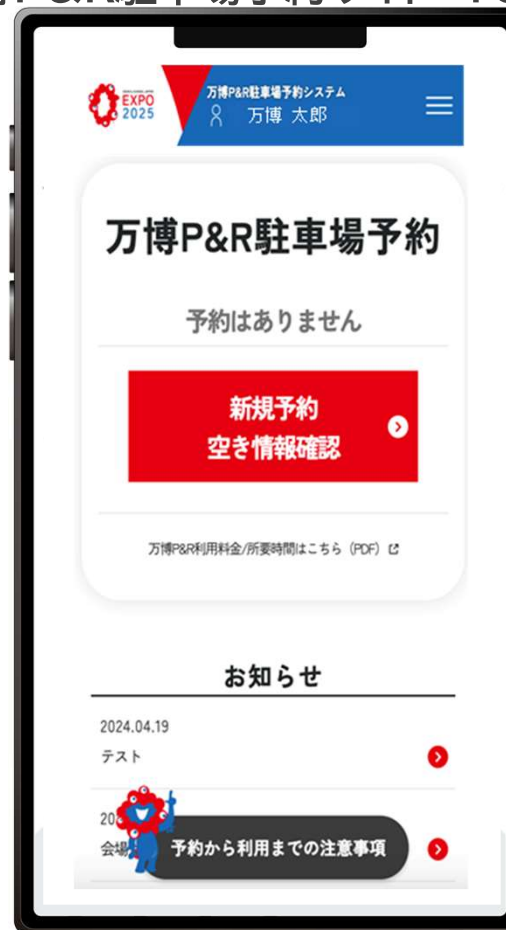 EXPO
2025
万博P&R駐車場予約システム
万博 太郎
万博P&R駐車場予約
予約はありません
新規予約
空き情報確認
万博P&R利用料金/所要時間はこちら（PDF）
お知らせ
2024.04.19
テスト
20
会場
予約から利用までの注意事項